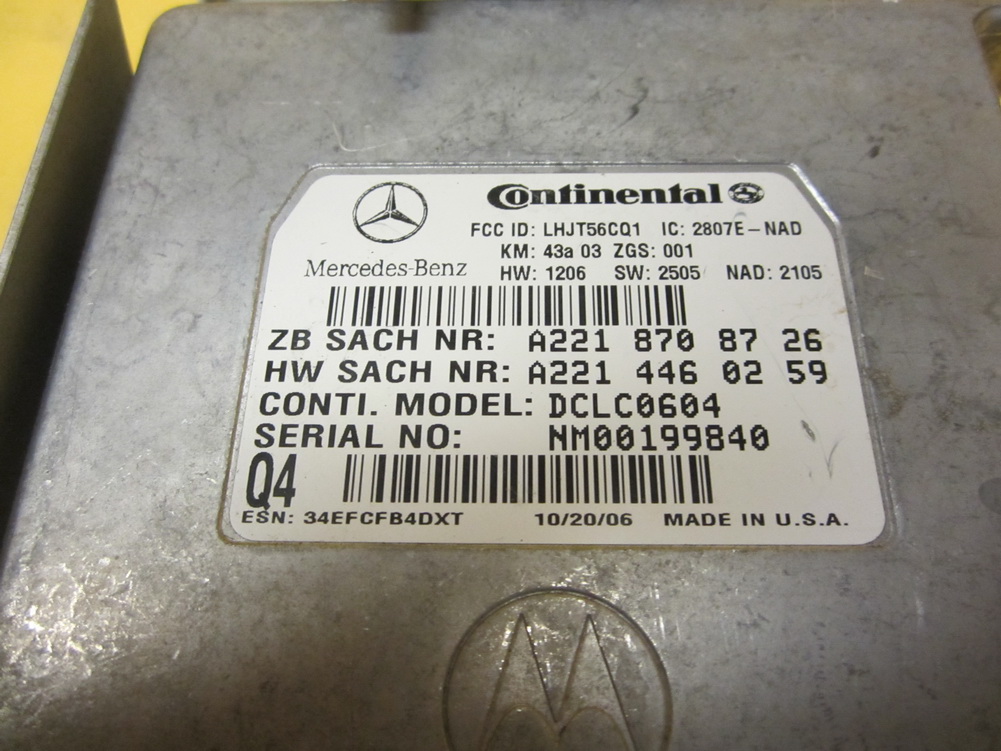 Continental
Mercedes-Benz
FCC ID: LHJT56CQ1 IC: 2807E-NAD
KM: 43a 03 ZGS: 001
HW: 1206 SW: 2505 NAD: 2105
ZB SACH NR: A221 870 87 26
HW SACH NR: A221 446 02 59
CONTI. MODEL: DCLC0604
SERIAL NO: NM00199840
Q4
ESN: 34EFCFB4DXT 10/20/06 MADE IN U.S.A.